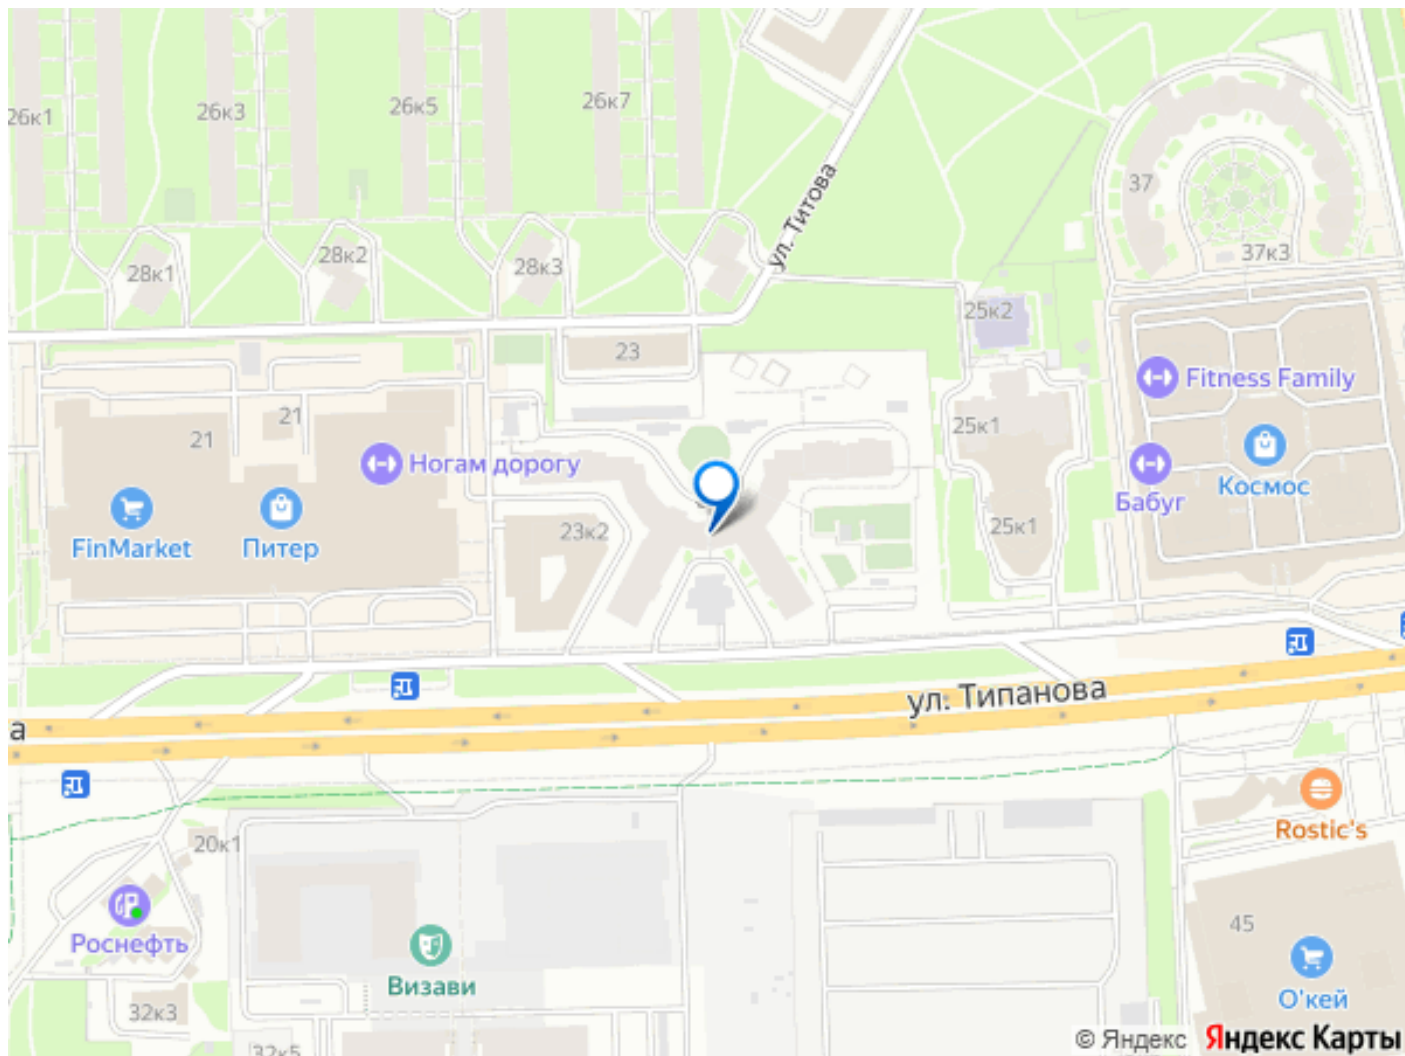 26к1
26к3
26к5
26к7
ул. Титова
37
37к3
28к1
28к2
28к3
25к2
23
Fitness Family
21
21
25к1
Ногам дорогу
Космос
Бабуг
FinMarket
Питер
23к2
25к1
ул. Типанова
а
Rostic's
20к1
Роснефть
45
Визави
О'кей
32к3
32к5
© Яндекс Яндекс Карты